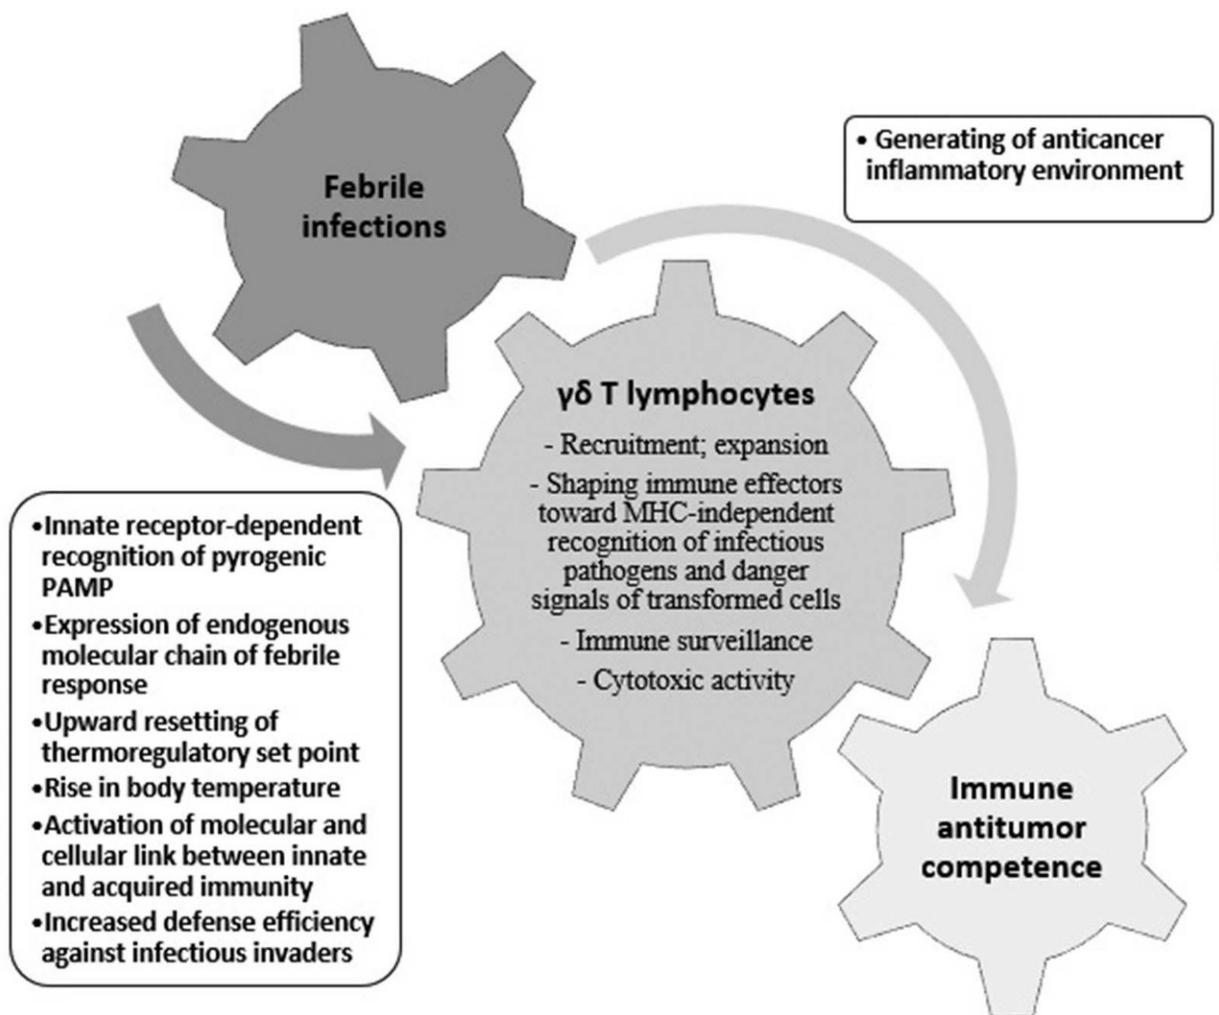 Febrile
infections
• Generating of anticancer
inflammatory environment
γδ T lymphocytes
- Recruitment; expansion
- Shaping immune effectors
toward MHC-independent
recognition of infectious
pathogens and danger
signals of transformed cells
- Immune surveillance
- Cytotoxic activity
•Innate receptor-dependent
recognition of pyrogenic
PAMP
•Expression of endogenous
molecular chain of febrile
response
•Upward resetting of
thermoregulatory set point
•Rise in body temperature
•Activation of molecular and
cellular link between innate
and acquired immunity
•Increased defense efficiency
against infectious invaders
Immune
antitumor
competence